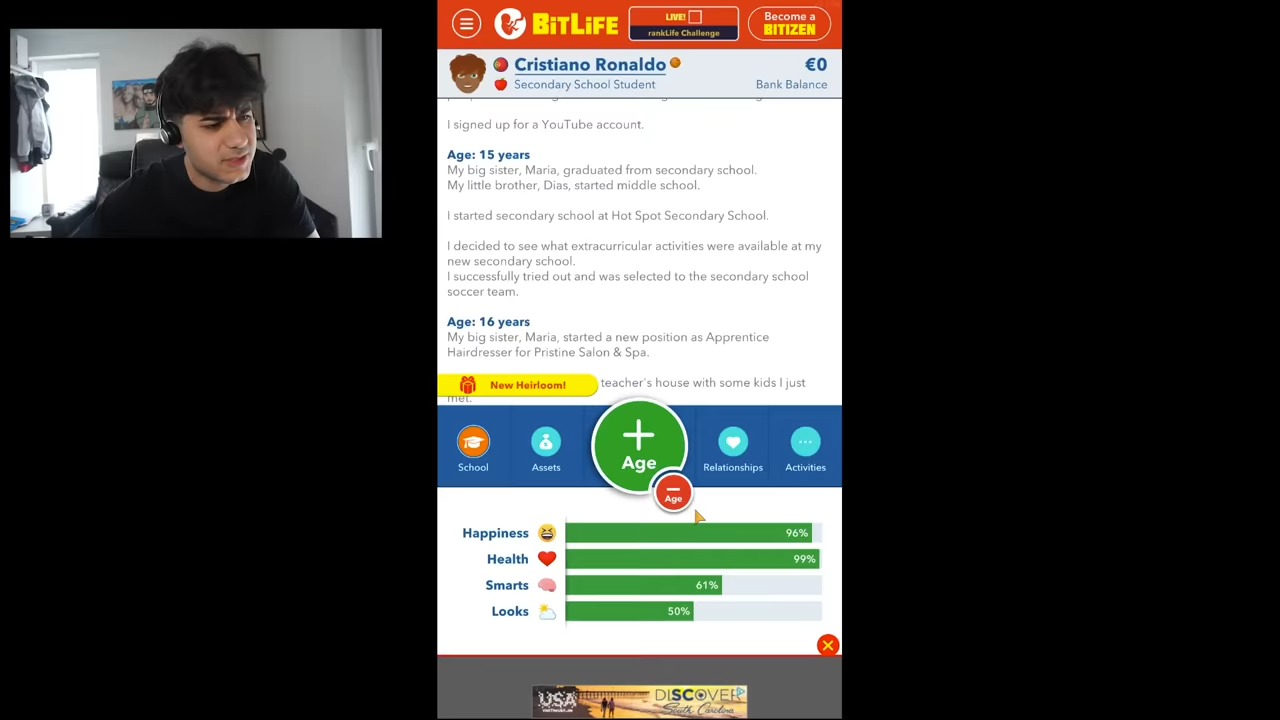 BITLIFE
LIVE!
rankLife Challenge
Become a
BITIZEN
Cristiano Ronaldo
€0
Secondary School Student
Bank Balance
I signed up for a YouTube account.
Age: 15 years
My big sister, Maria, graduated from secondary school.
My little brother, Dias, started middle school.
I started secondary school at Hot Spot Secondary School.
I decided to see what extracurricular activities were available at my
new secondary school.
I successfully tried out and was selected to the secondary school
soccer team.
Age: 16 years
My big sister, Maria, started a new position as Apprentice
Hairdresser for Pristine Salon & Spa.
New Heirloom!
teacher's house with some kids I just
met.
School
Assets
Age
Relationships
Activities
Age
Happiness
96%
Health
99%
Smarts
61%
Looks
50%
USA
DISCOVER
South Carolina